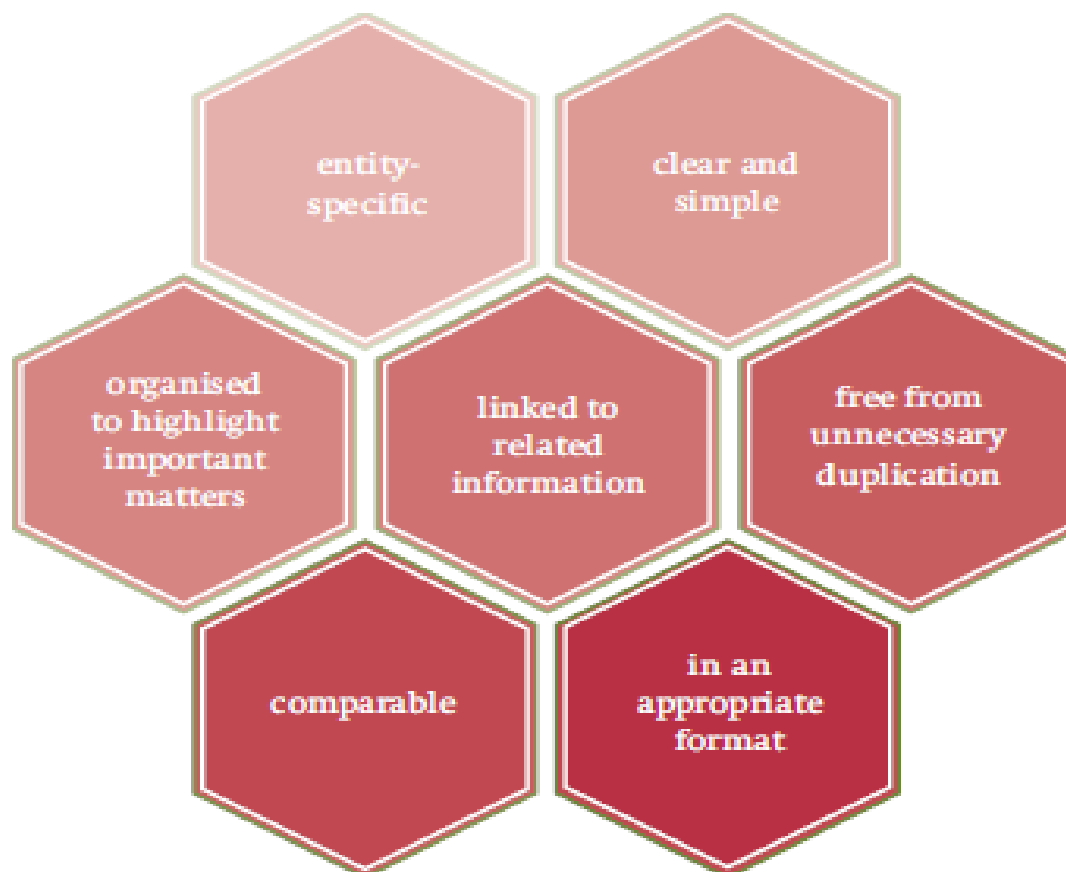 entity-
specific
clear and
simple
organised
to highlight
important
matters
linked to
related
information
free from
unnecessary
duplication
comparable
in an
appropriate
format